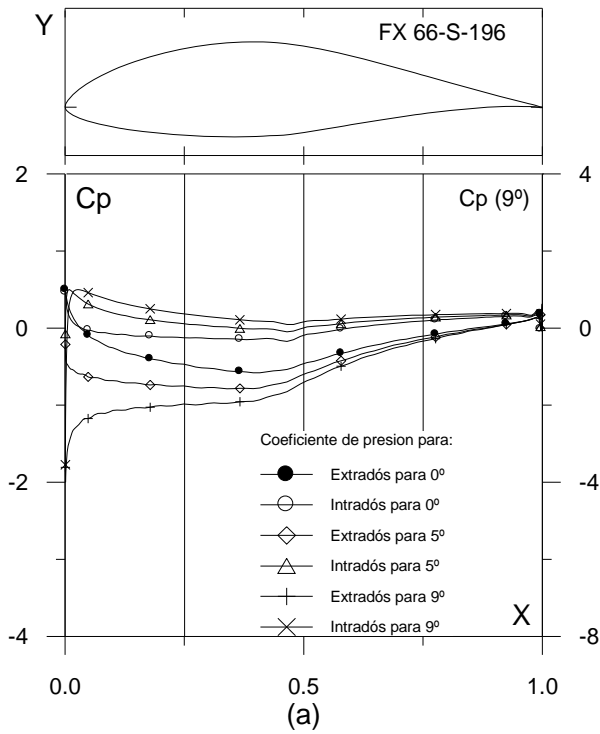 Y
FX 66-S-196
2
4
Cp
Cp (9º)
0
0
Coeficiente de presion para:
Extradós para 0º
Intradós para 0º
Extradós para 5º
Intradós para 5º
Extradós para 9º
Intradós para 9º
-2
-4
X
-4
-8
0.0
0.5
1.0
(a)